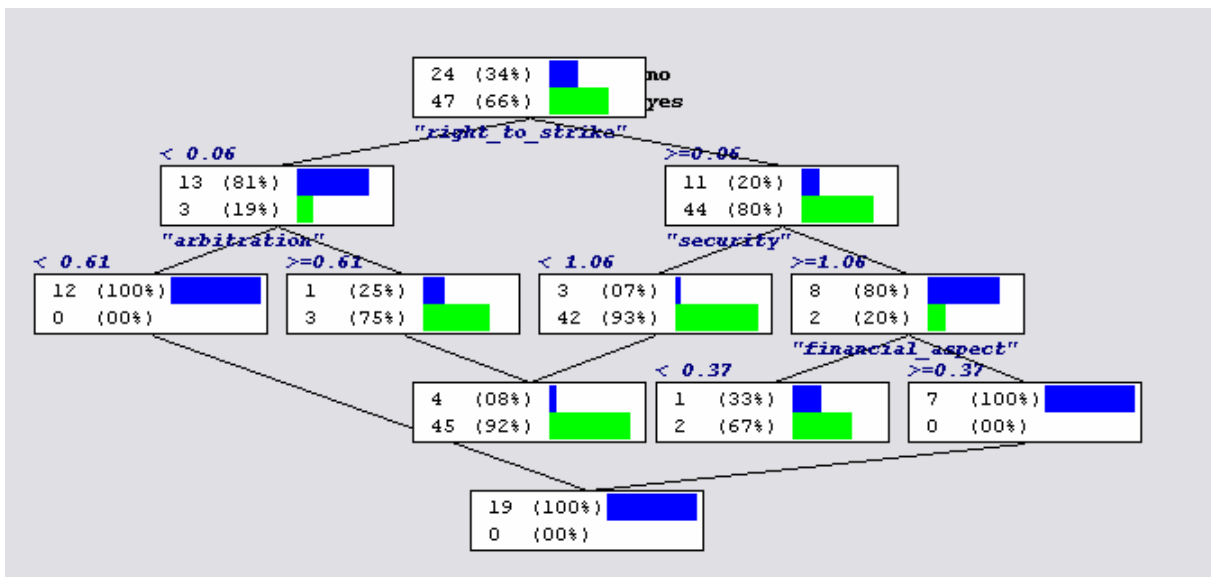 24 (34%) no
47 (66%) yes
"right_to_strike"
< 0.06 >=0.06
13 (81%) 11 (20%)
3 (19%) 44 (80%)
"arbitration" "security"
< 0.61 >=0.61 < 1.06 >=1.06
12 (100%) 1 (25%) 3 (07%) 8 (80%)
0 (00%) 3 (75%) 42 (93%) 2 (20%)
"financial_aspect"
< 0.37 >=0.37
4 (08%) 1 (33%) 7 (100%)
45 (92%) 2 (67%) 0 (00%)
19 (100%)
0 (00%)